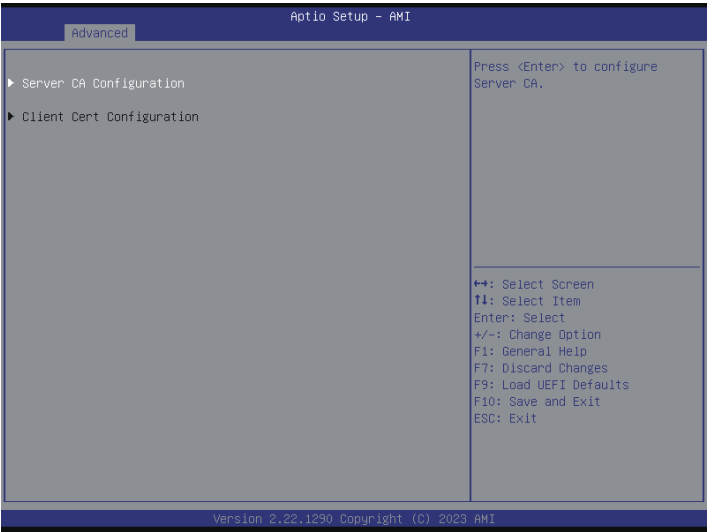 Aptio Setup - AMI
Advanced
▶ Server CA Configuration
▶ Client Cert Configuration
Press <Enter> to configure
Server CA.
↔: Select Screen
↑↓: Select Item
Enter: Select
+/-: Change Option
F1: General Help
F7: Discard Changes
F9: Load UEFI Defaults
F10: Save and Exit
ESC: Exit
Version 2.22.1290 Copyright (C) 2023 AMI